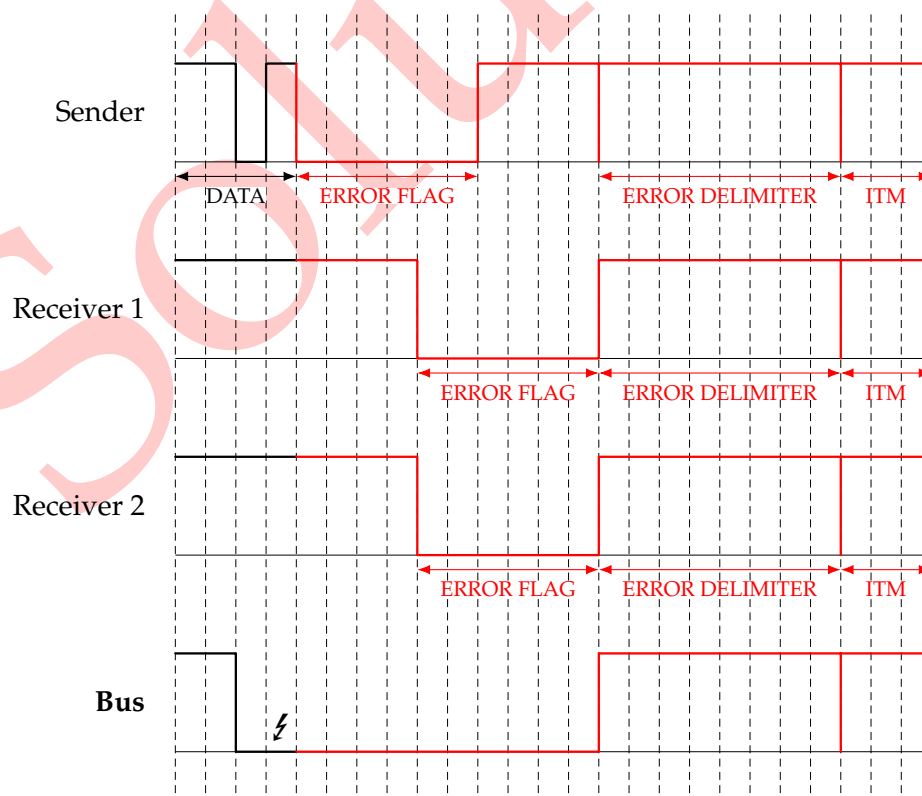 Solu
Sender
DATA
ERROR FLAG
ERROR DELIMITER
ITM
Receiver 1
ERROR FLAG
ERROR DELIMITER
ITM
Receiver 2
ERROR FLAG
ERROR DELIMITER
ITM
Bus